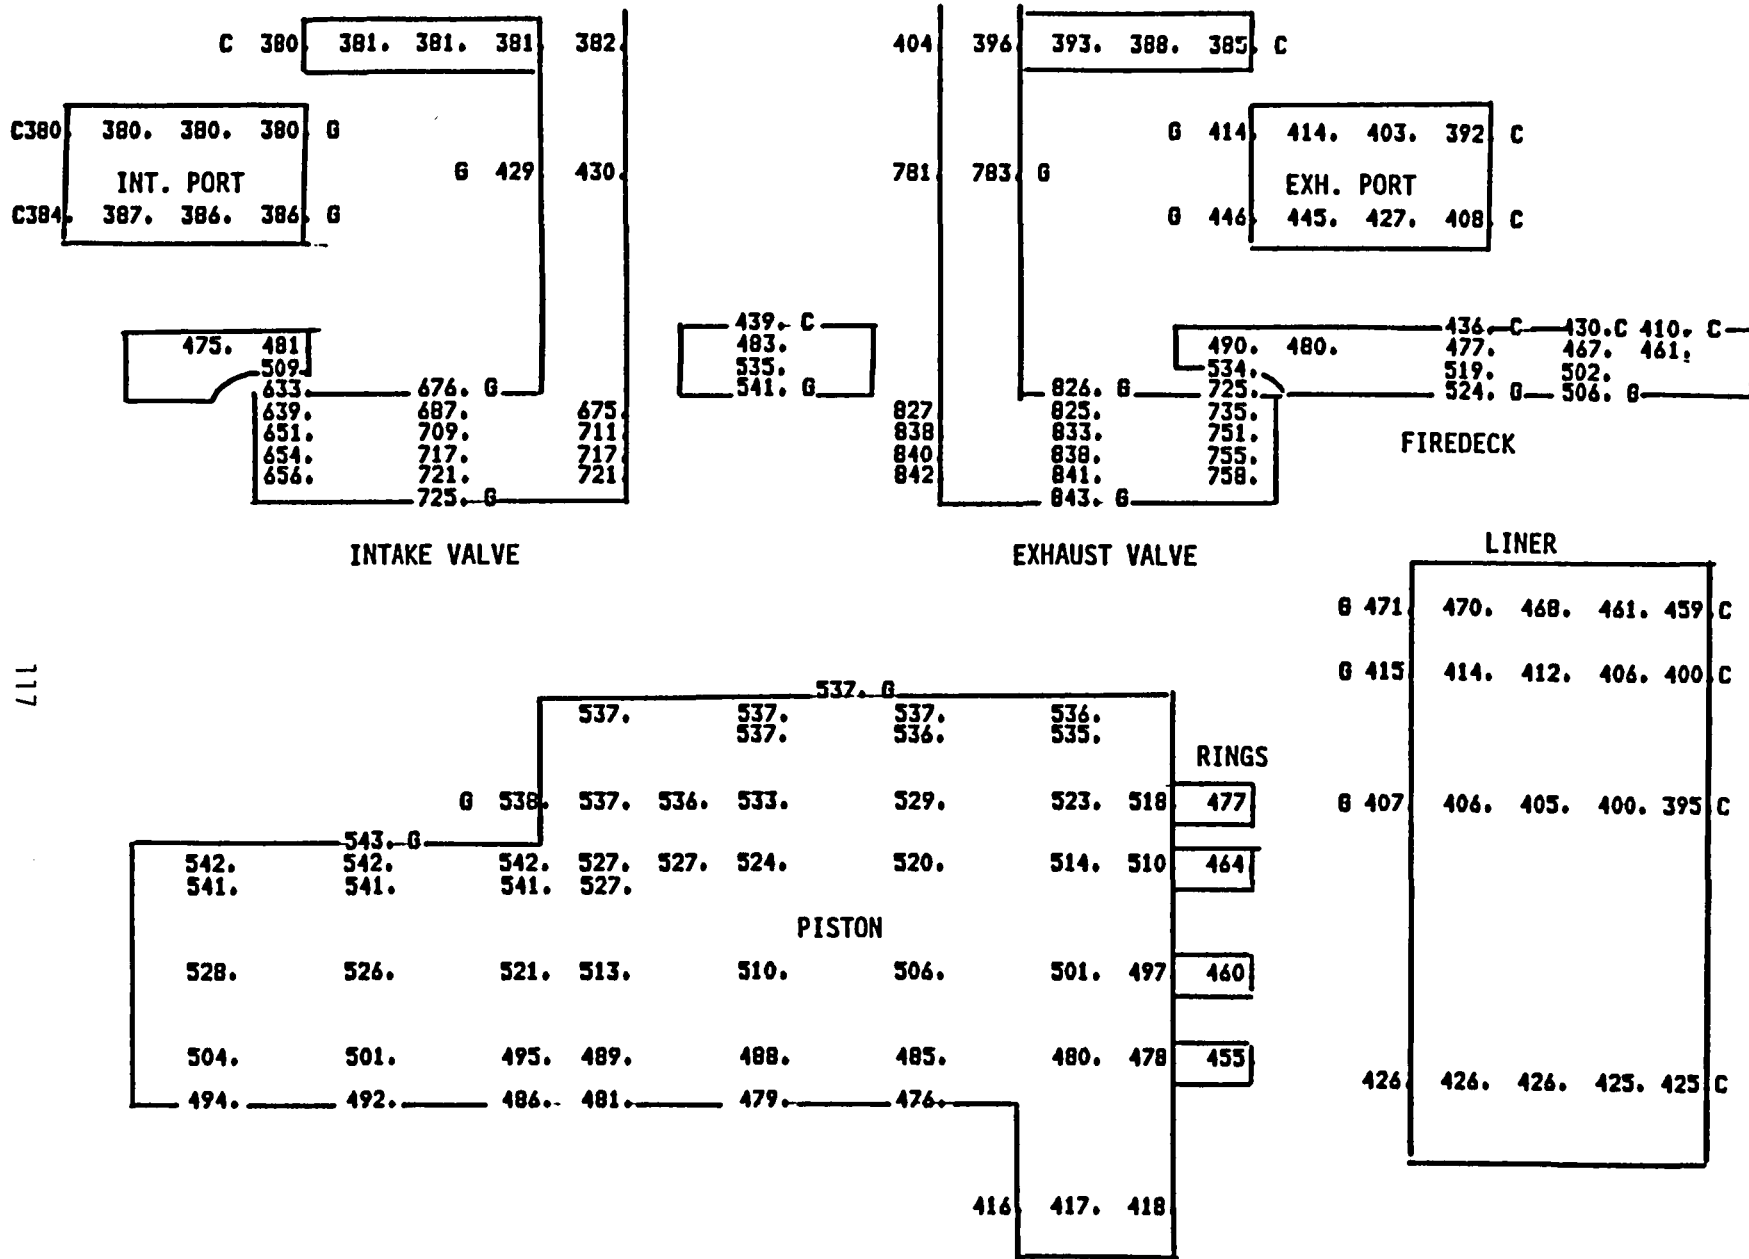 C 380 381. 381. 381 382
404 396 393. 388. 385. C
C380 380. 380. 380 G
G 414 414. 403. 392 C
INT. PORT
G 429 430.
781 783 G
EXH. PORT
C384. 387. 386. 386. G
G 446 445. 427. 408 C
439. C
436. C 430.C 410. C
475. 481
483.
490. 480. 477. 467. 461.
509
535.
534. 519. 502.
633. 676. G
541. G
826. G 725. 524. G 506. G
639. 687. 675
827 825. 735.
651. 709. 711
838 833. 751.
FIREDECK
654. 717. 717
840 838. 755.
656. 721. 721
842 841. 758.
725. G
843. G
INTAKE VALVE
EXHAUST VALVE
LINER
G 471 470. 468. 461. 459 C
G 415 414. 412. 406. 400 C
117
537. G
537. 537. 537. 536.
537. 536. 535.
RINGS
G 538. 537. 536. 533. 529. 523. 518 477
G 407 406. 405. 400. 395 C
543. G
542. 542. 542. 527. 527. 524. 520. 514. 510 464
541. 541. 541. 527.
PISTON
528. 526. 521. 513. 510. 506. 501. 497 460
504. 501. 495. 489. 488. 485. 480. 478 455
426 426. 426. 425. 425 C
494. 492. 486. 481. 479. 476.
416 417. 418